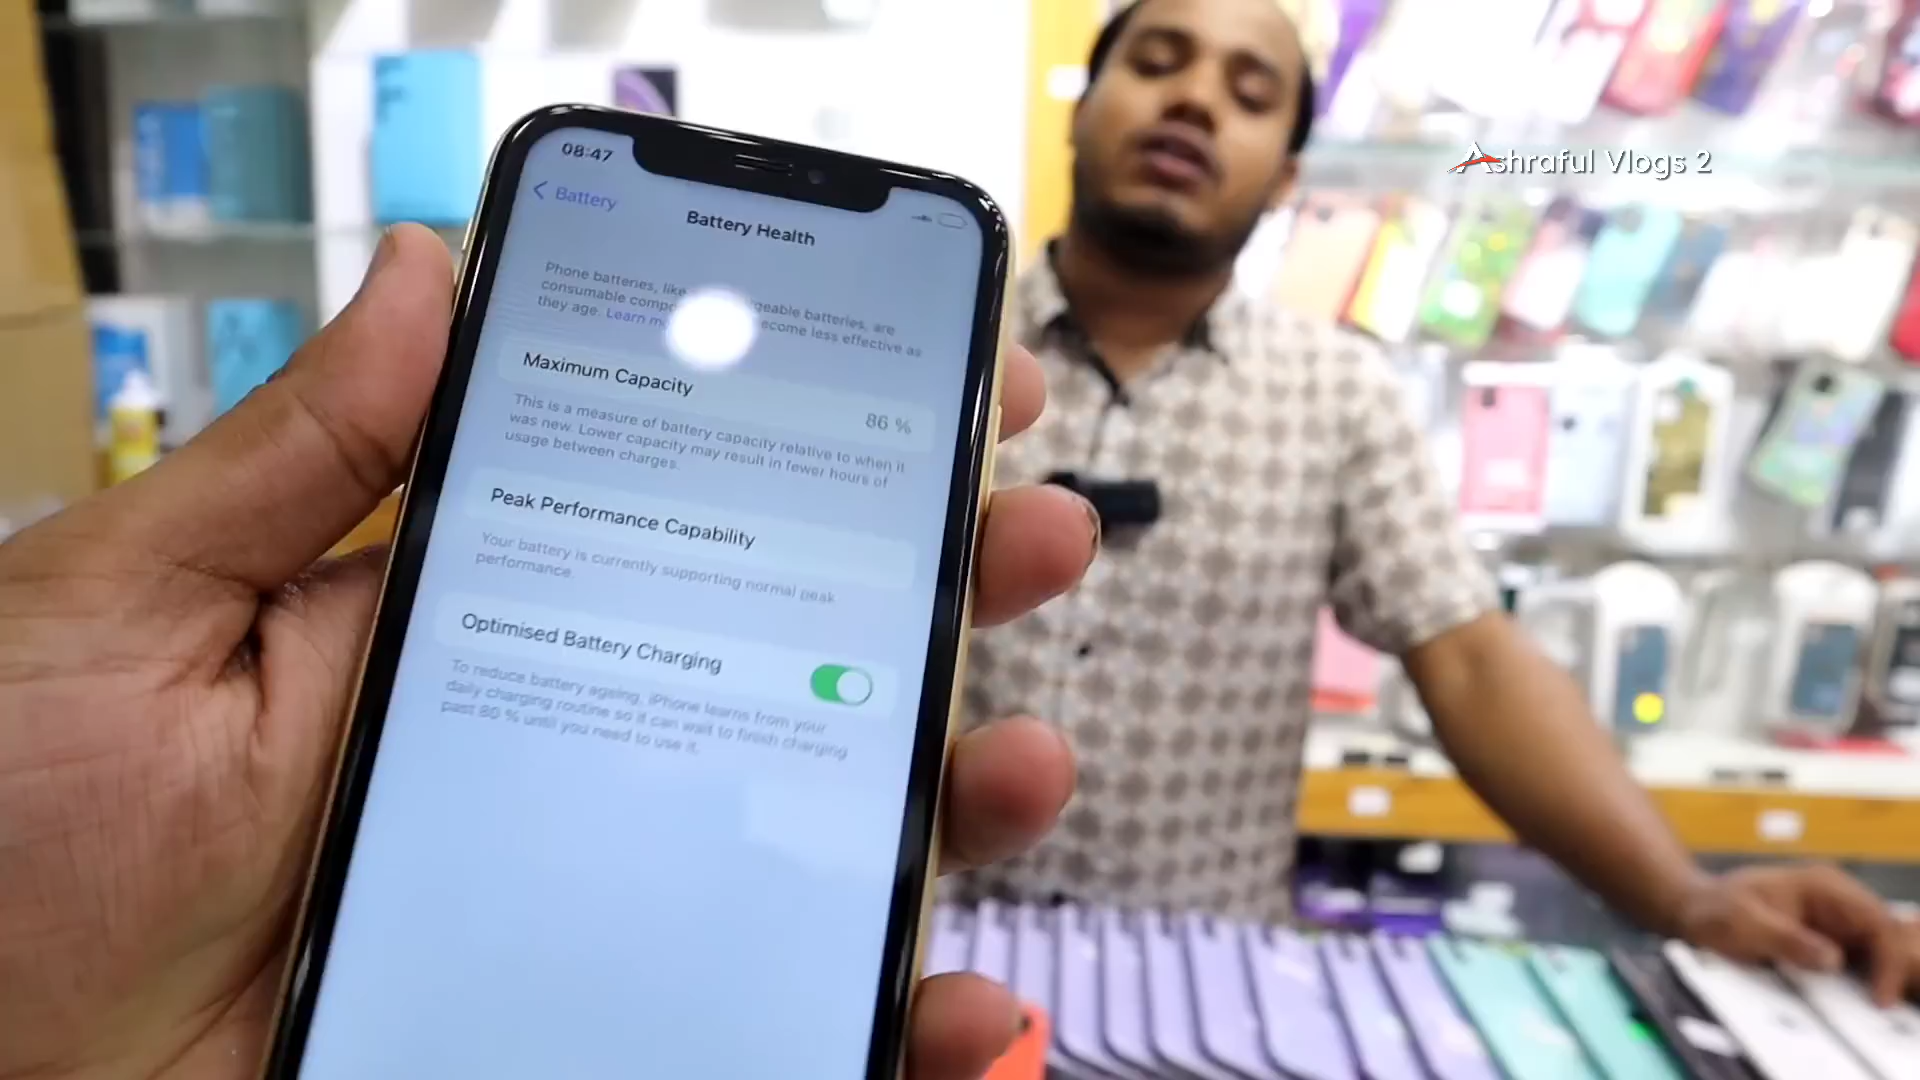 08:47
Battery
Battery Health
Phone batteries, like geable batteries, are
consumable compo ecome less effective as
they age. Learn m
Maximum Capacity
86 %
This is a measure of battery capacity relative to when it
was new. Lower capacity may result in fewer hours of
usage between charges.
Peak Performance Capability
Your battery is currently supporting normal peak
performance.
Optimised Battery Charging
To reduce battery ageing, iPhone learns from your
daily charging routine so it can wait to finish charging
past 80 % until you need to use it.
Ashraful Vlogs 2